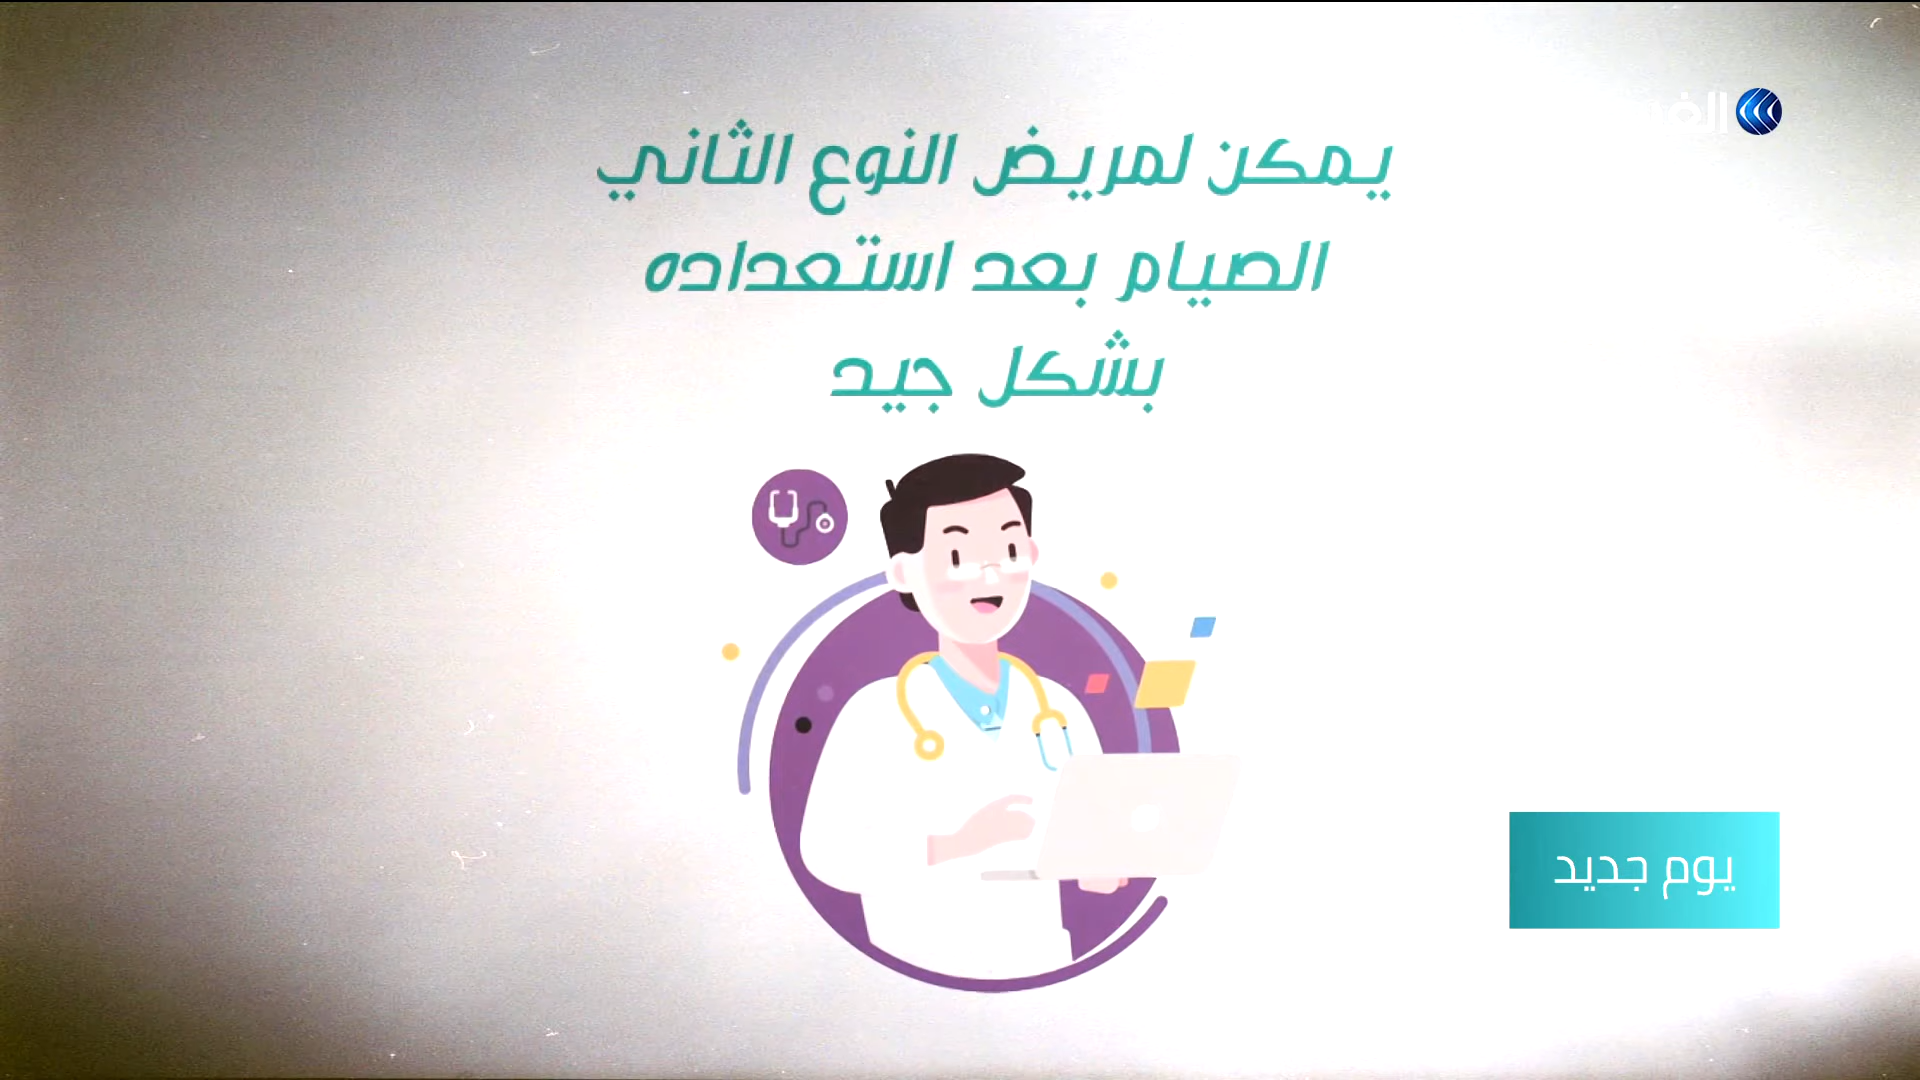 يمكن لمريض النوع الثاني
الصيام بعد استعداده
بشكل جيد
يوم جديد